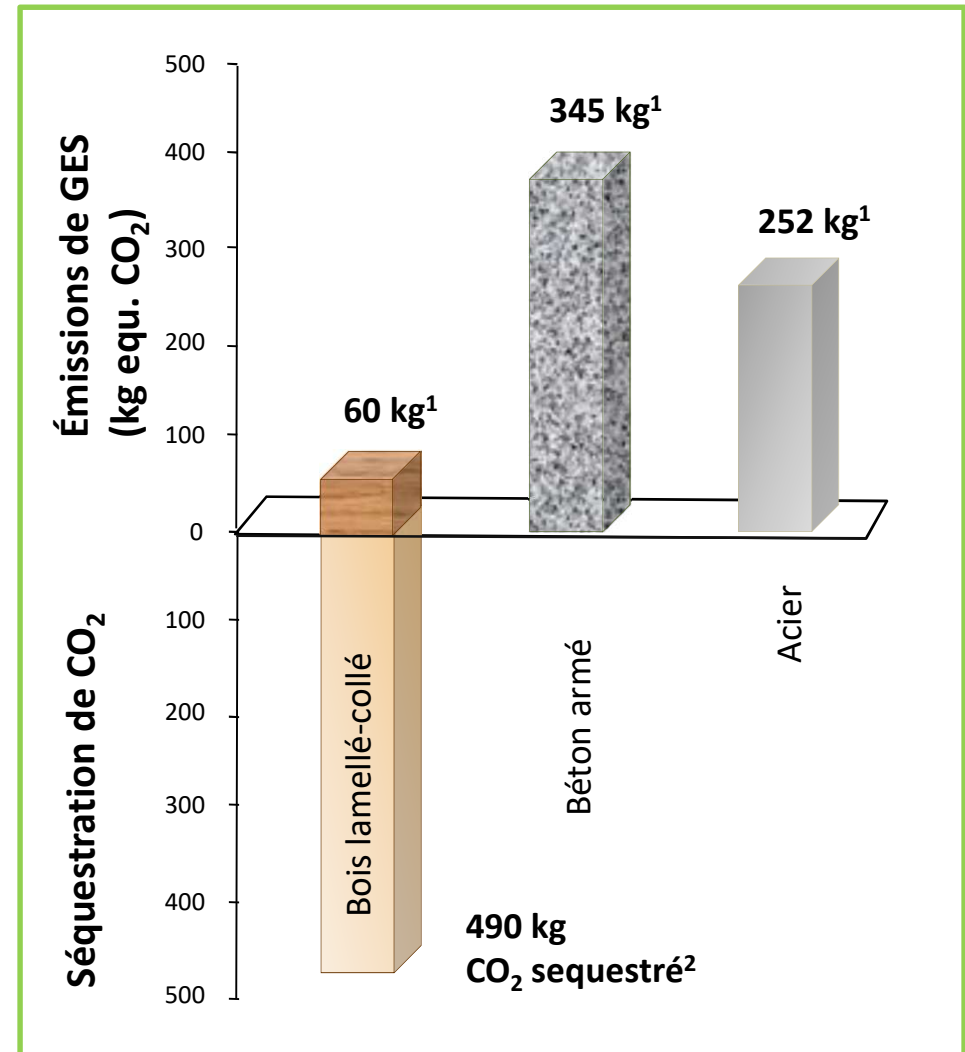 Émissions de GES
(kg equ. CO₂)
500
400
300
200
100
0
100
200
300
400
500
Séquestration de CO₂
60 kg¹
345 kg¹
252 kg¹
Bois lamellé-collé
Béton armé
Acier
490 kg
CO₂ sequestré²